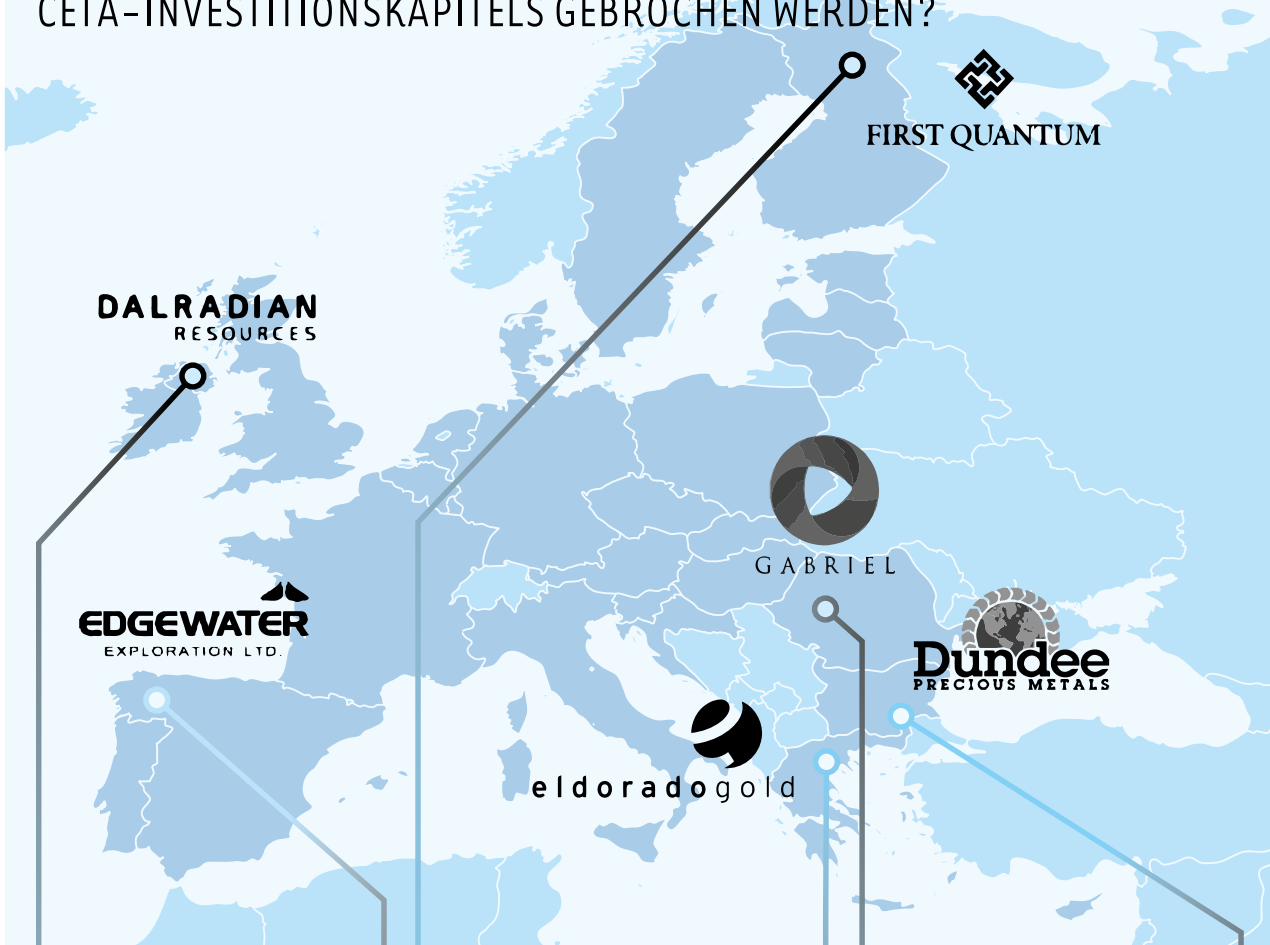 CETA-INVESTITIONSKAPITELS GEBROCHEN WERDEN?
FIRST QUANTUM
DALRADIAN
RESOURCES
GABRIEL
EDGEWATER
EXPLORATION LTD.
Dundee
PRECIOUS METALS
eldoradogold